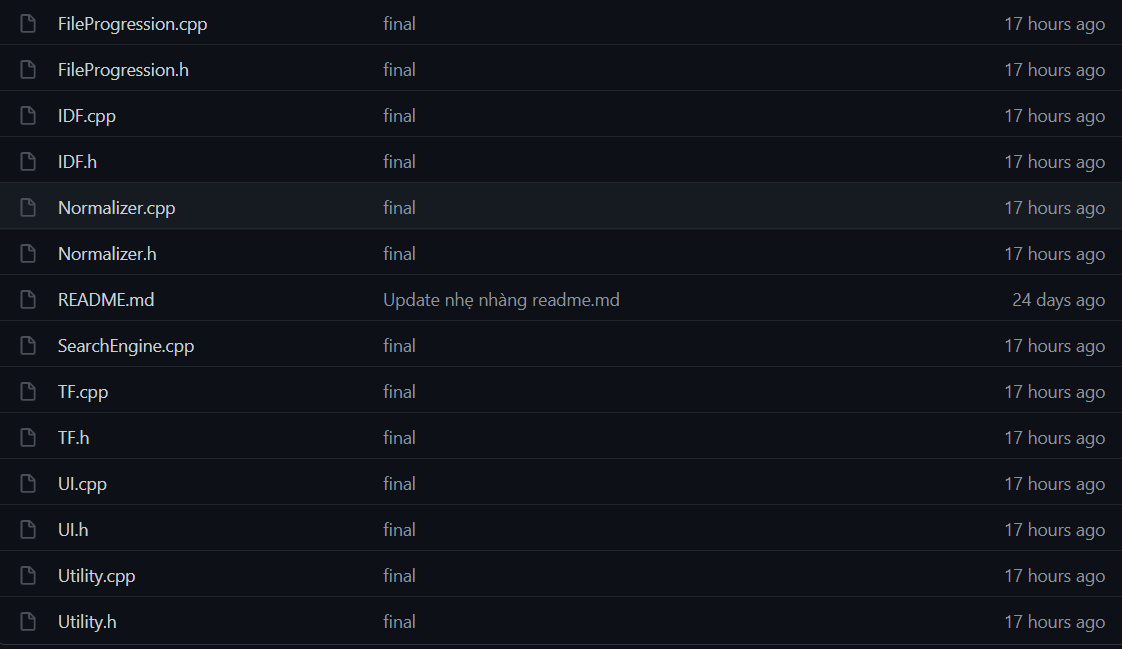 FileProgression.cpp final 17 hours ago
FileProgression.h final 17 hours ago
IDF.cpp final 17 hours ago
IDF.h final 17 hours ago
Normalizer.cpp final 17 hours ago
Normalizer.h final 17 hours ago
README.md Update nhẹ nhàng readme.md 24 days ago
SearchEngine.cpp final 17 hours ago
TF.cpp final 17 hours ago
TF.h final 17 hours ago
UI.cpp final 17 hours ago
UI.h final 17 hours ago
Utility.cpp final 17 hours ago
Utility.h final 17 hours ago